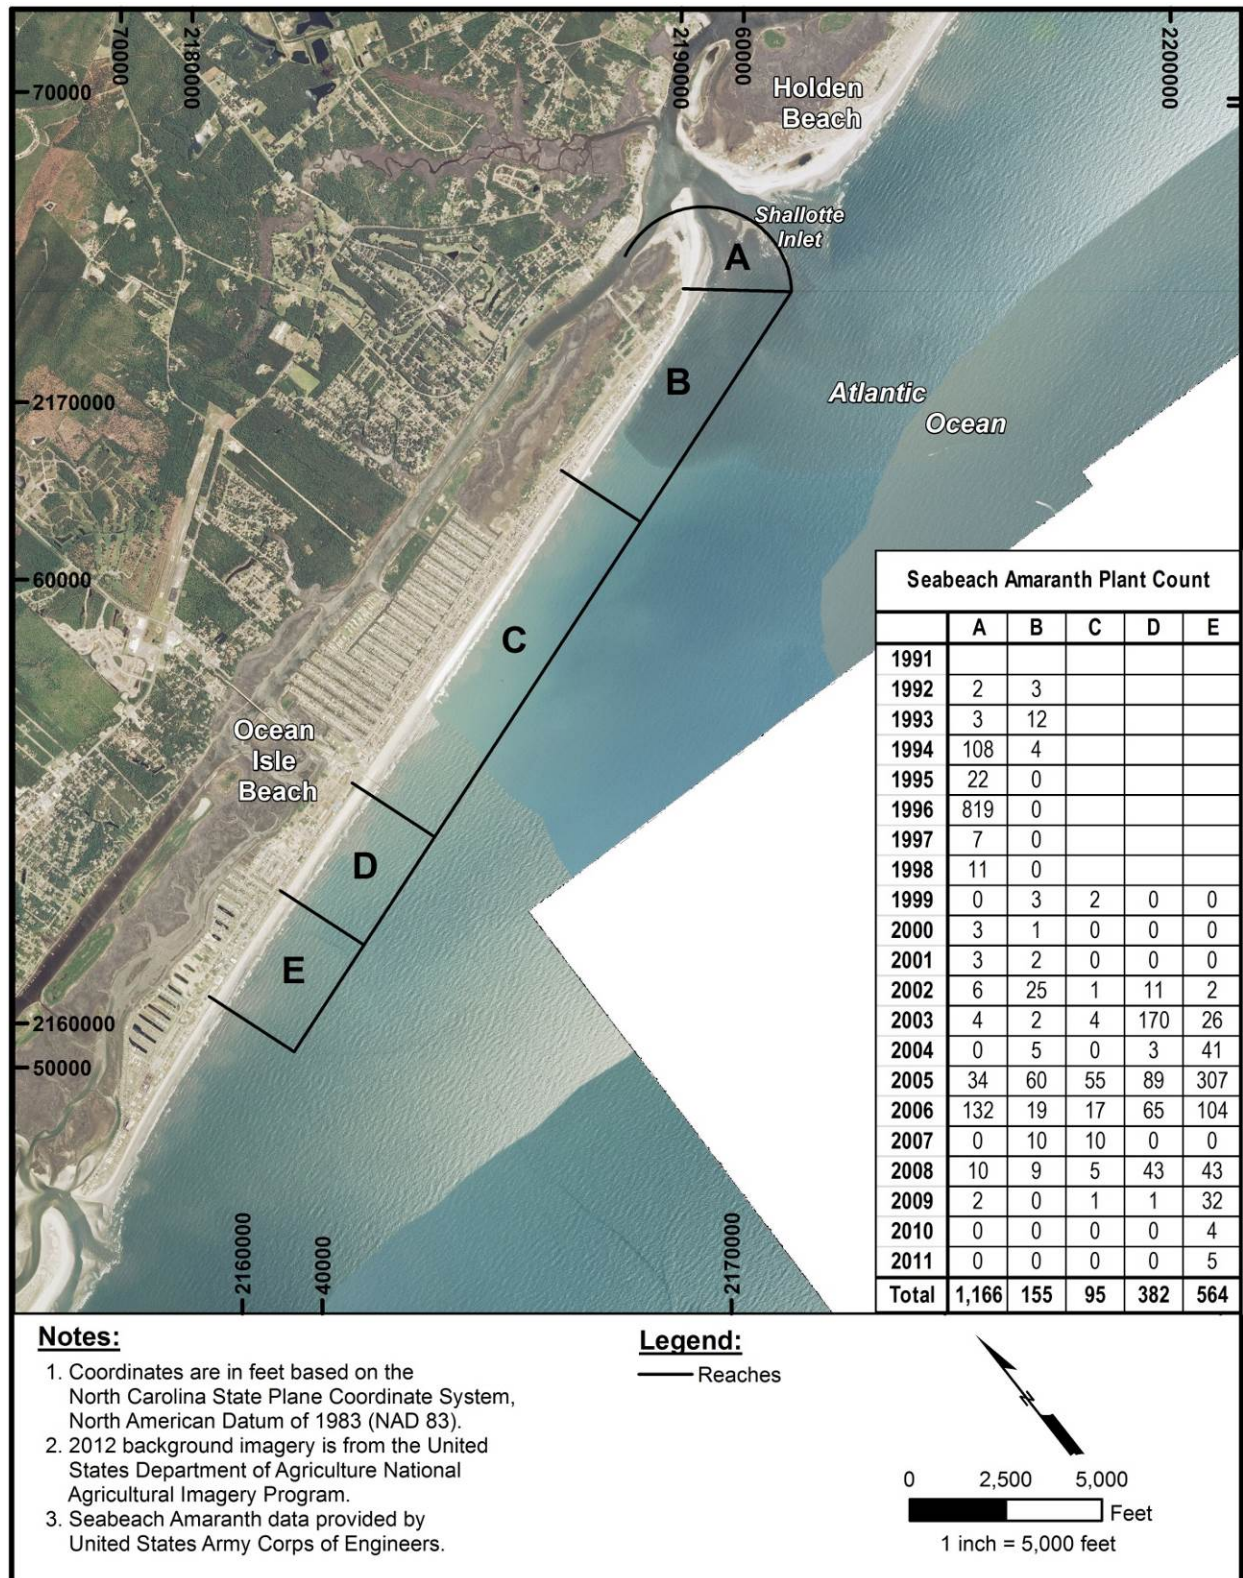 70000
2180000
2190000
60000
2200000
70000
Holden
Beach
Shallotte
Inlet
A
B
2170000
Atlantic
Ocean
60000
C
Ocean
Isle
Beach
D
E
2160000
50000
2160000
40000
2170000
Seabeach Amaranth Plant Count
A B C D E
1991
1992 2 3
1993 3 12
1994 108 4
1995 22 0
1996 819 0
1997 7 0
1998 11 0
1999 0 3 2 0 0
2000 3 1 0 0 0
2001 3 2 0 0 0
2002 6 25 1 11 2
2003 4 2 4 170 26
2004 0 5 0 3 41
2005 34 60 55 89 307
2006 132 19 17 65 104
2007 0 10 10 0 0
2008 10 9 5 43 43
2009 2 0 1 1 32
2010 0 0 0 0 4
2011 0 0 0 0 5
Total 1,166 155 95 382 564
Notes:
1. Coordinates are in feet based on the
North Carolina State Plane Coordinate System,
North American Datum of 1983 (NAD 83).
2. 2012 background imagery is from the United
States Department of Agriculture National
Agricultural Imagery Program.
3. Seabeach Amaranth data provided by
United States Army Corps of Engineers.
Legend:
Reaches
N
0 2,500 5,000
Feet
1 inch = 5,000 feet